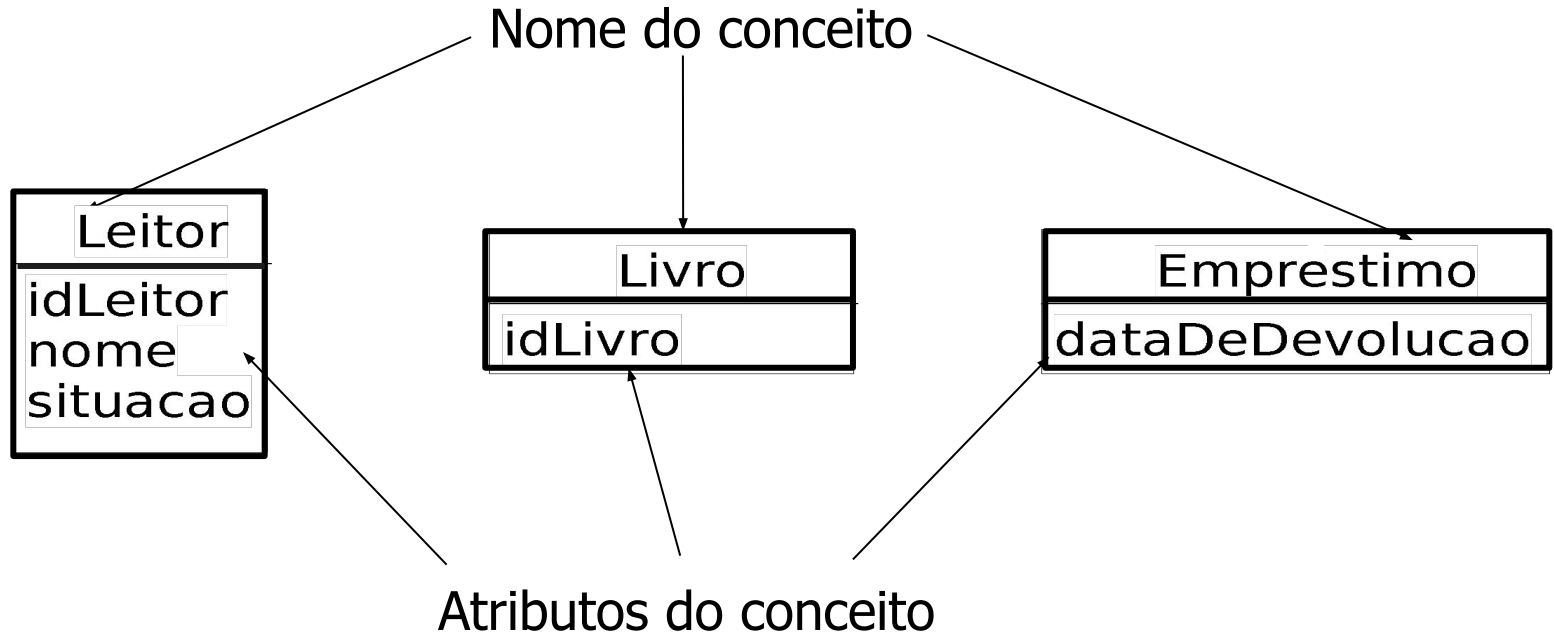 Nome do conceito
Leitor
idLeitor
nome
situacao
Livro
idLivro
Emprestimo
dataDeDevolucao
Atributos do conceito